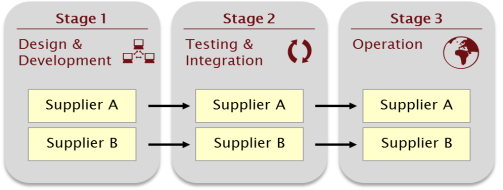 Stage 1
Design &
Development
Supplier A
Supplier B
Stage 2
Testing &
Integration
Supplier A
Supplier B
Stage 3
Operation
Supplier A
Supplier B